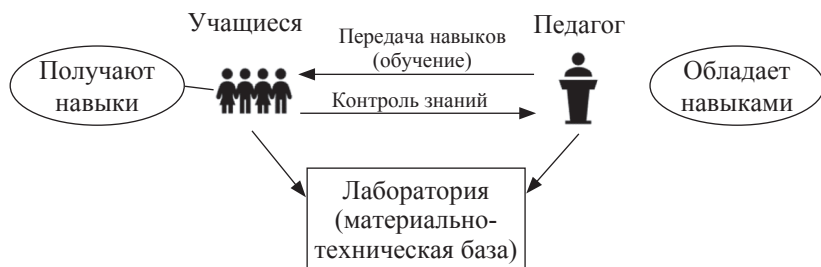 Учащиеся
Педагог
Передача навыков
(обучение)
Получают
навыки
Обладает
навыками
Контроль знаний
Лаборатория
(материально-
техническая база)